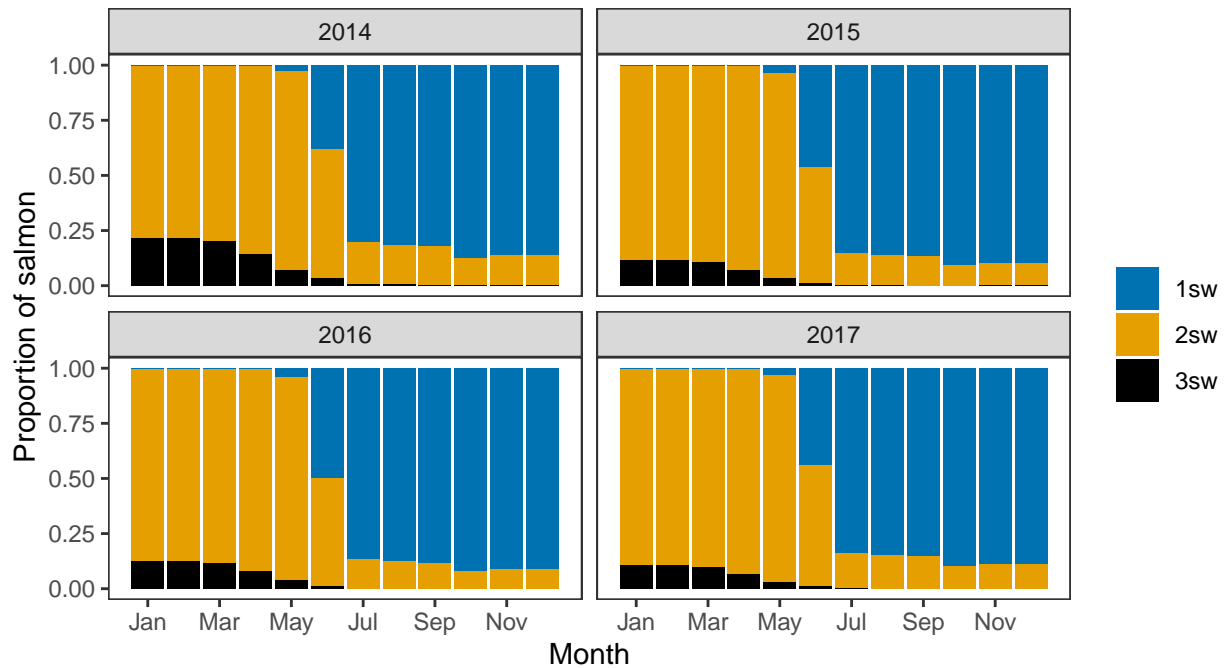 2014
2015
1.00
0.75
0.50
0.25
0.00
2016
2017
1.00
0.75
0.50
0.25
0.00
Jan Mar May Jul Sep Nov
Jan Mar May Jul Sep Nov
Month
Proportion of salmon
1sw
2sw
3sw